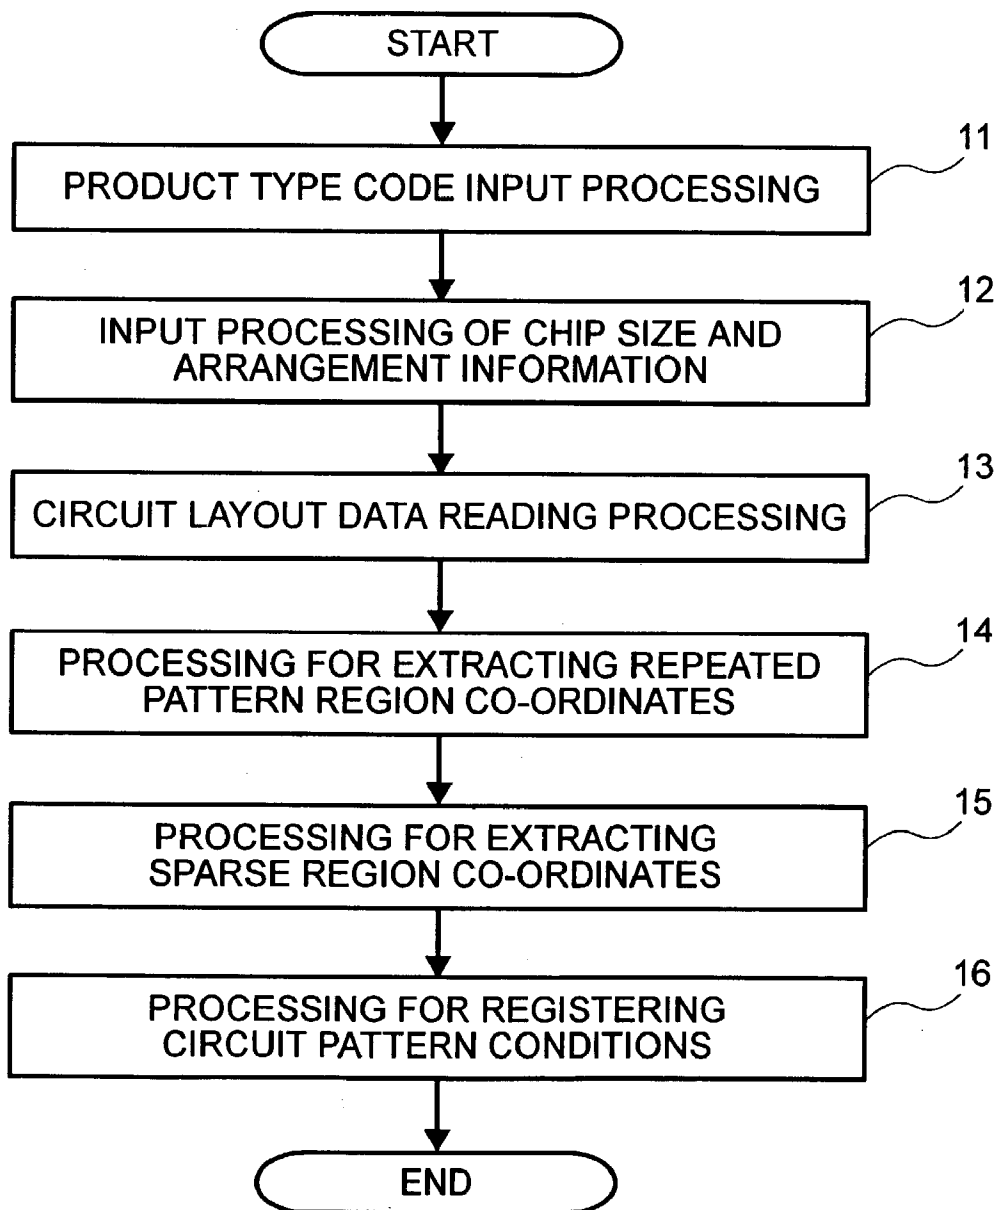 START
11
PRODUCT TYPE CODE INPUT PROCESSING
12
INPUT PROCESSING OF CHIP SIZE AND
ARRANGEMENT INFORMATION
13
CIRCUIT LAYOUT DATA READING PROCESSING
14
PROCESSING FOR EXTRACTING REPEATED
PATTERN REGION CO-ORDINATES
15
PROCESSING FOR EXTRACTING
SPARSE REGION CO-ORDINATES
16
PROCESSING FOR REGISTERING
CIRCUIT PATTERN CONDITIONS
END